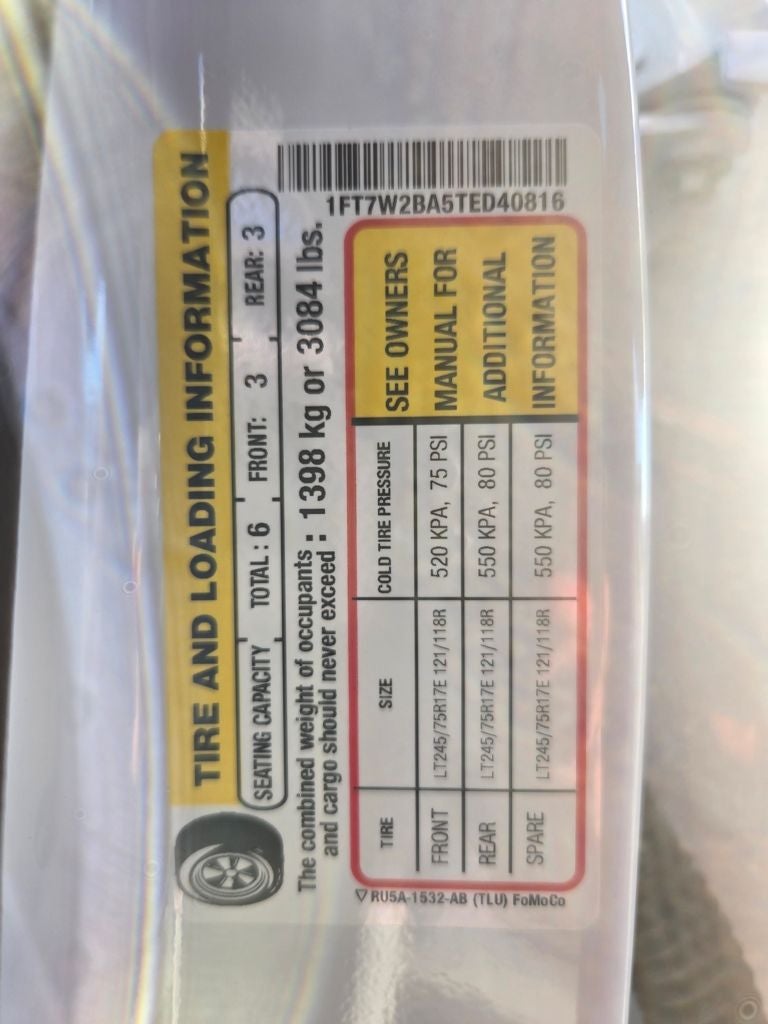 TIRE AND LOADING INFORMATION
SEATING CAPACITY TOTAL : 6 FRONT: 3 REAR: 3
The combined weight of occupants
and cargo should never exceed : 1398 kg or 3084 lbs.
1FT7W2BA5TED40816
TIRE SIZE COLD TIRE PRESSURE
FRONT LT245/75R17E 121/118R 520 KPA, 75 PSI
REAR LT245/75R17E 121/118R 550 KPA, 80 PSI
SPARE LT245/75R17E 121/118R 550 KPA, 80 PSI
SEE OWNERS
MANUAL FOR
ADDITIONAL
INFORMATION
RU5A-1532-AB (TLU) FoMoCo